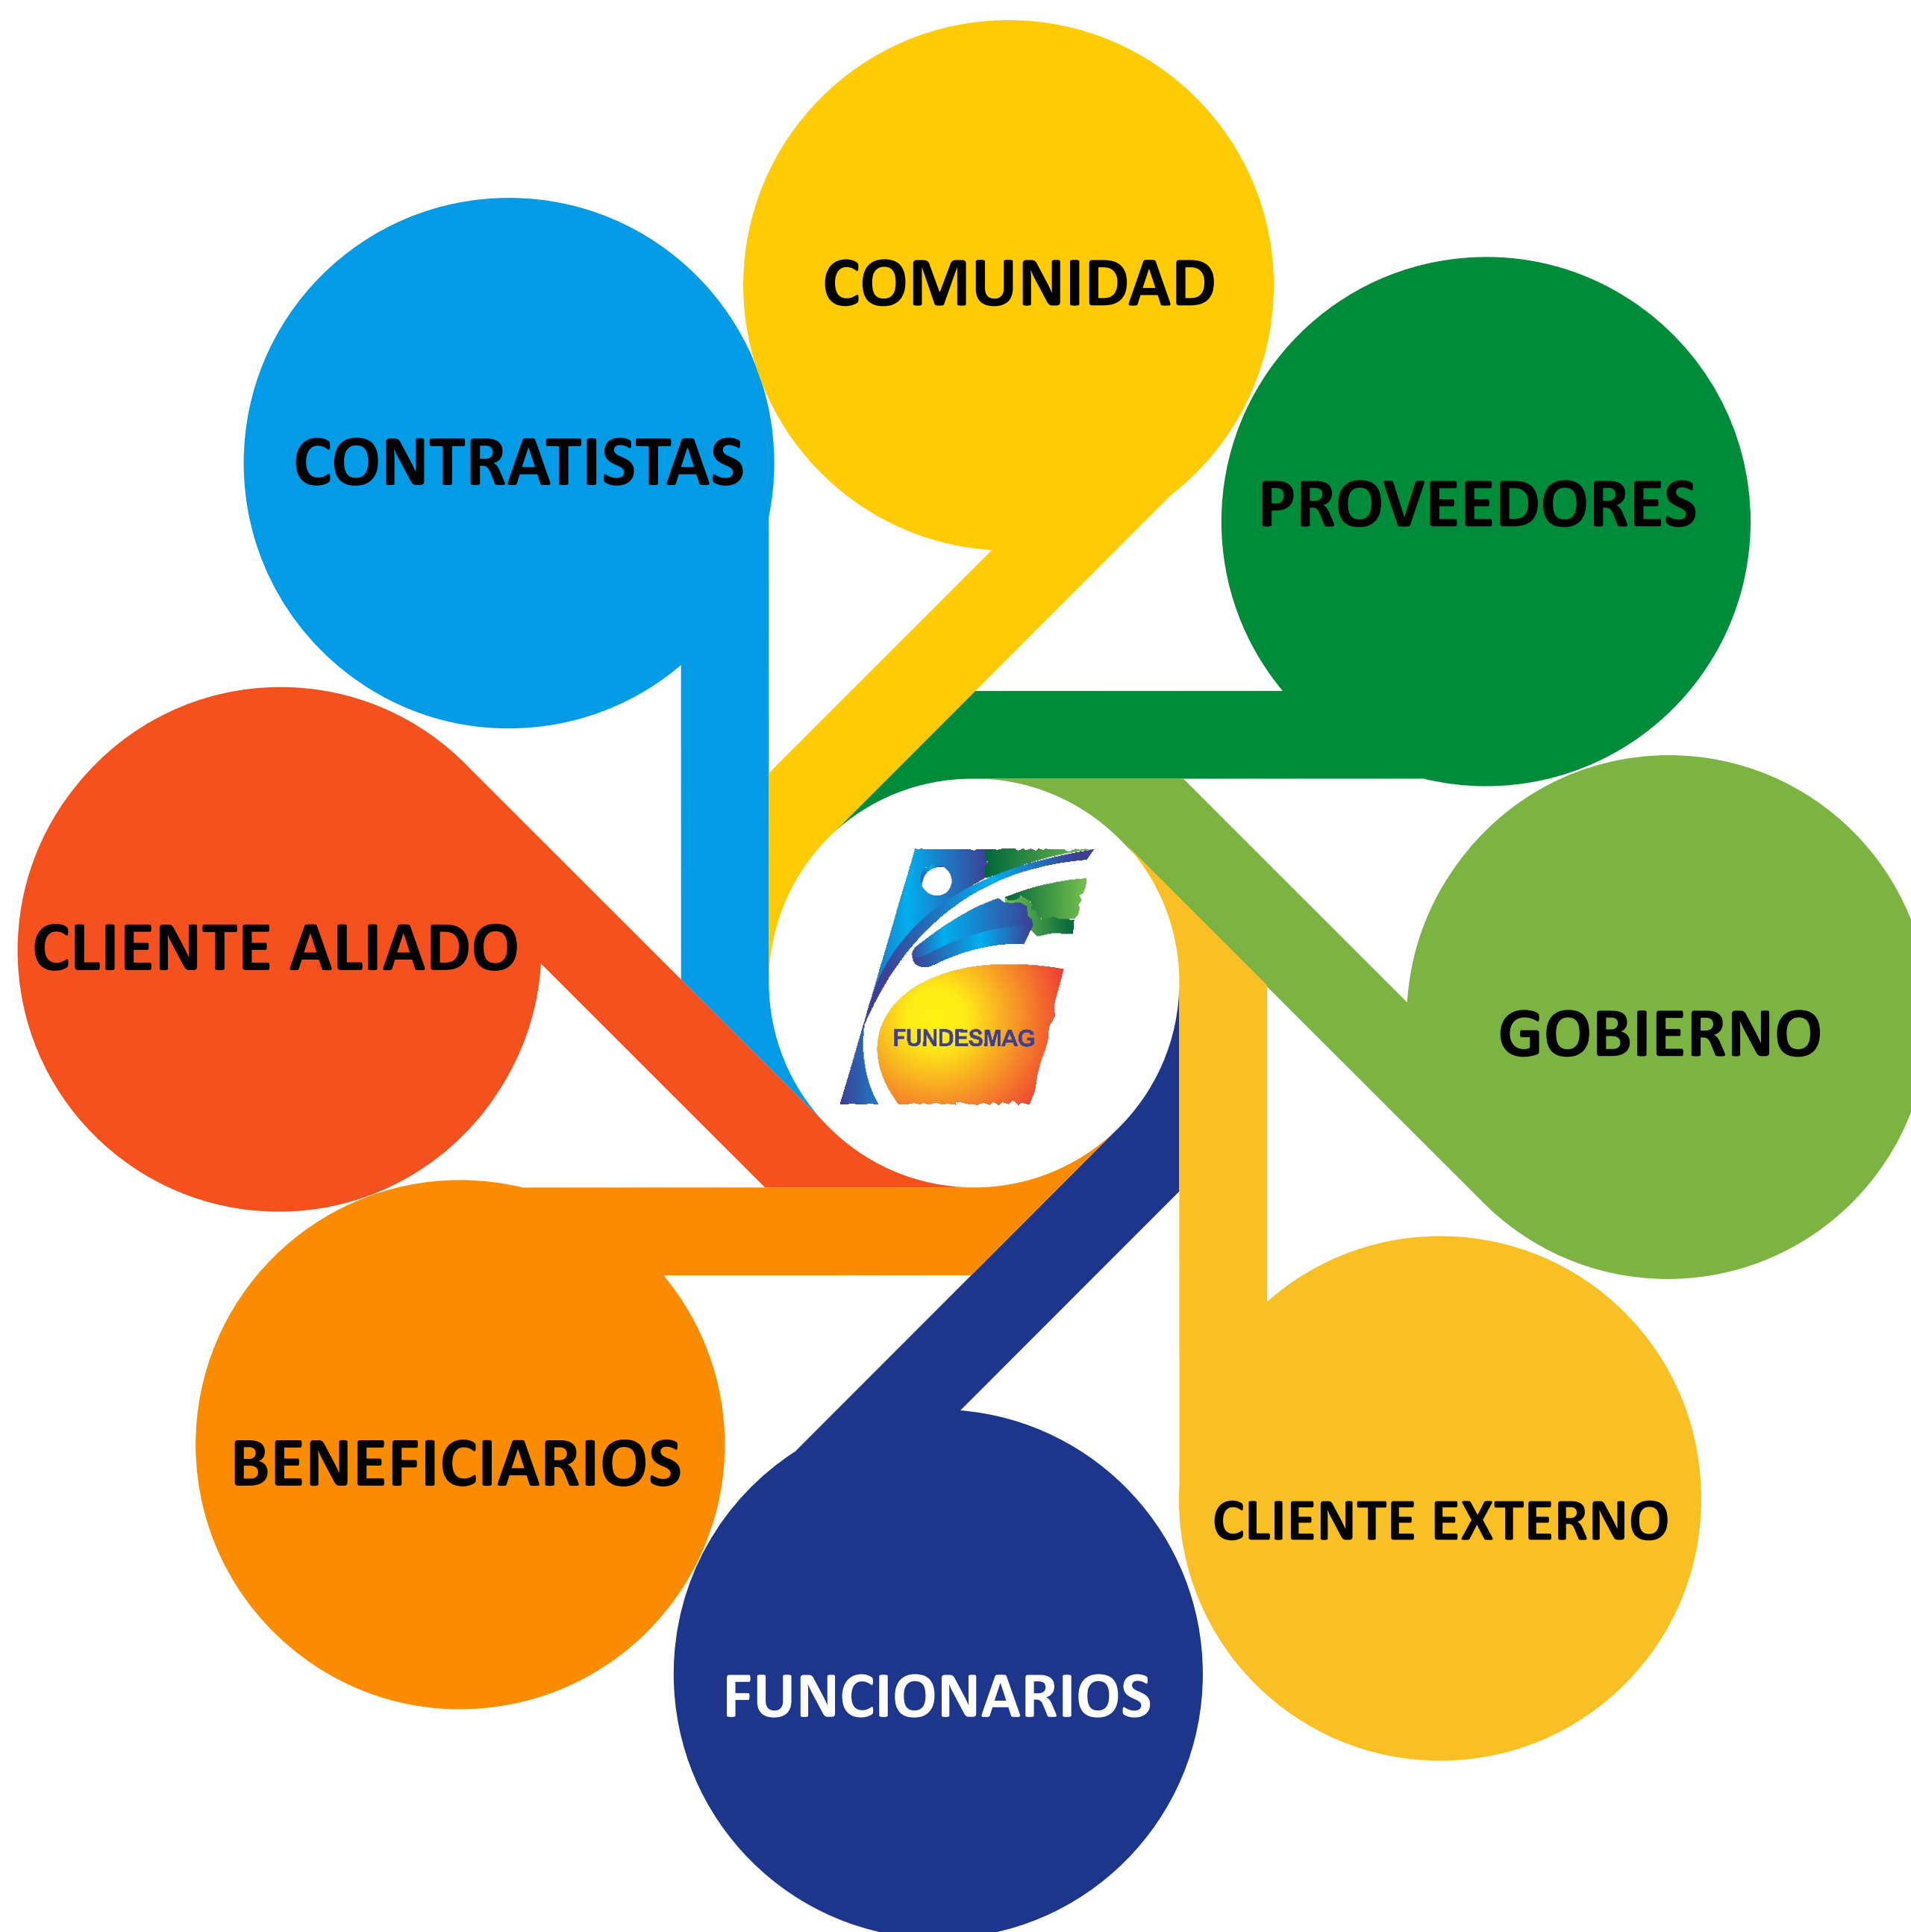 COMUNIDAD
CONTRATISTAS
PROVEEDORES
CLIENTE ALIADO
GOBIERNO
FUNDESMAG
BENEFICIARIOS
CLIENTE EXTERNO
FUNCIONARIOS